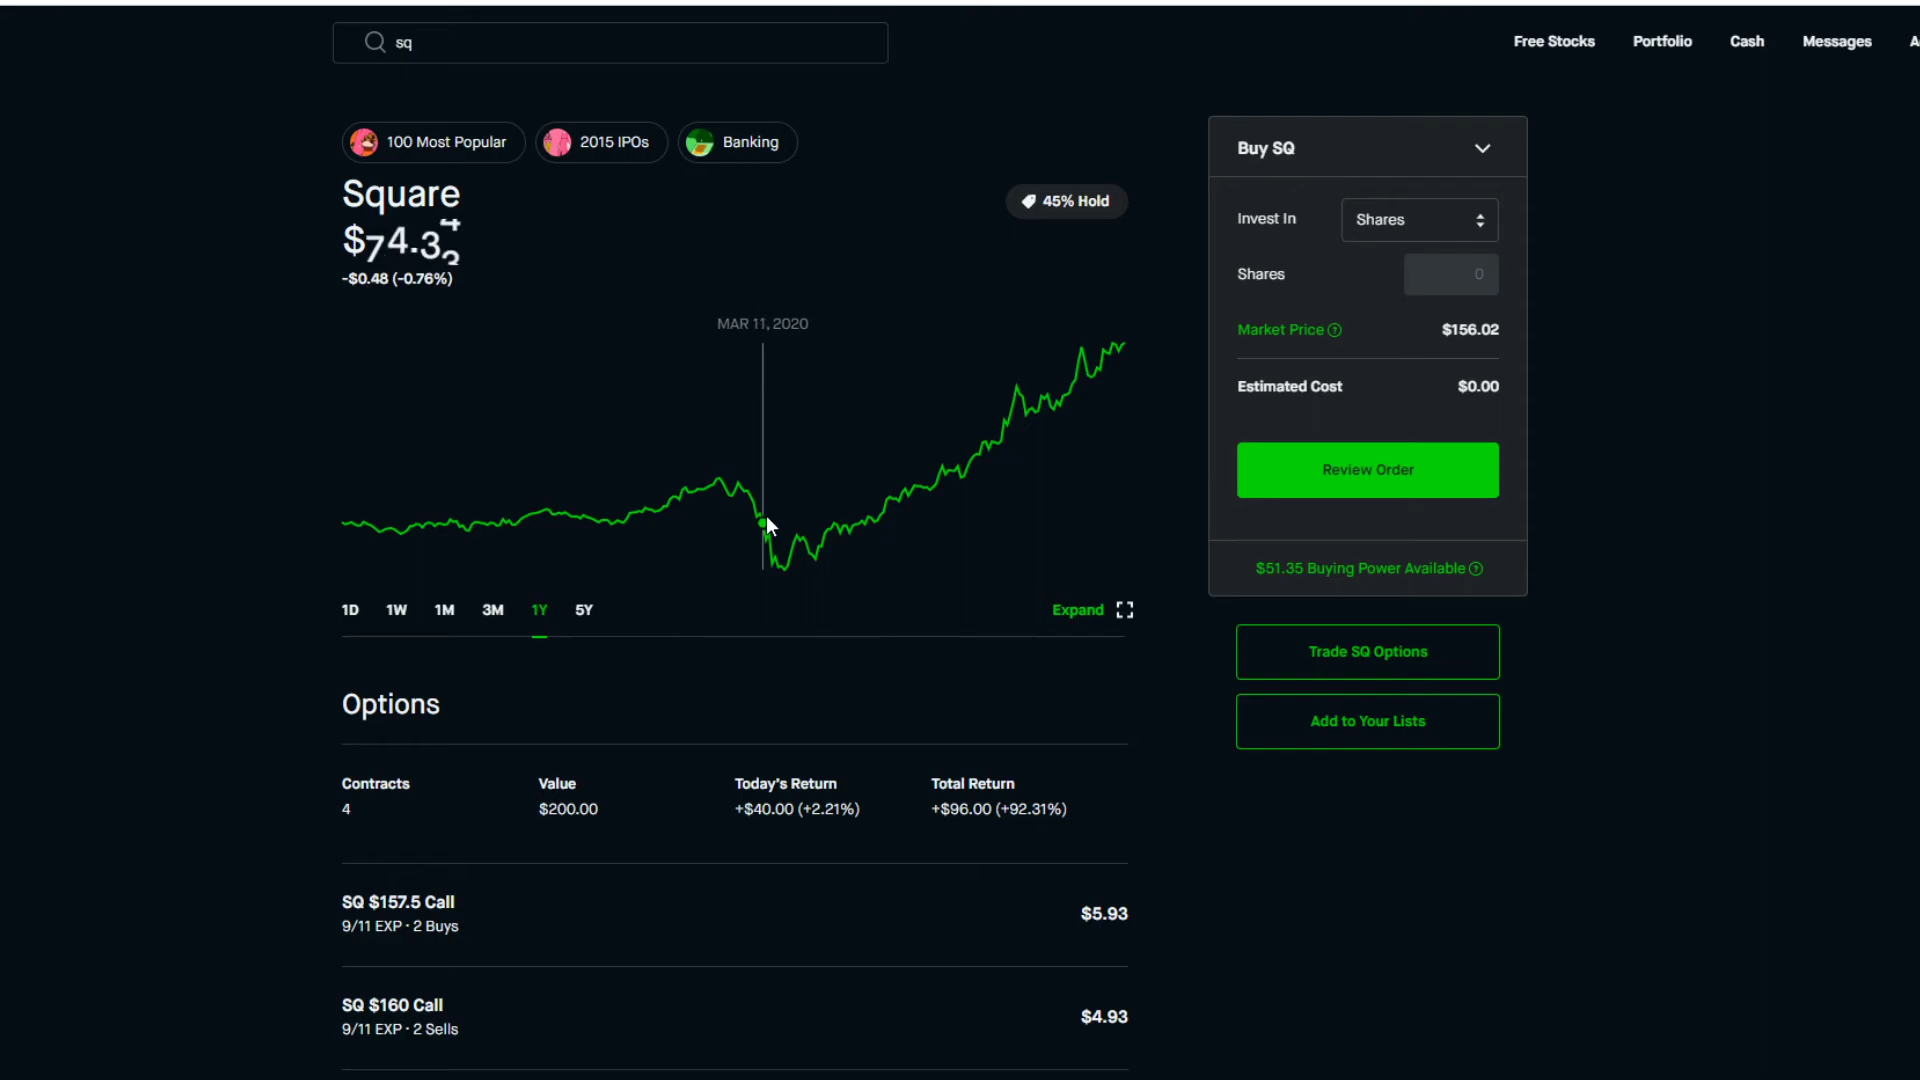 sq
Free Stocks
Portfolio
Cash
Messages
100 Most Popular
2015 IPOs
Banking
Square
45% Hold
$74.3
-$0.48 (-0.76%)
MAR 11, 2020
1D
1W
1M
3M
1Y
5Y
Expand
Options
Contracts
Value
Today's Return
Total Return
4
$200.00
+$40.00 (+2.21%)
+$96.00 (+92.31%)
SQ $157.5 Call
9/11 EXP · 2 Buys
$5.93
SQ $160 Call
9/11 EXP · 2 Sells
$4.93
Buy SQ
Invest In
Shares
Shares
0
Market Price
$156.02
Estimated Cost
$0.00
Review Order
$51.35 Buying Power Available
Trade SQ Options
Add to Your Lists